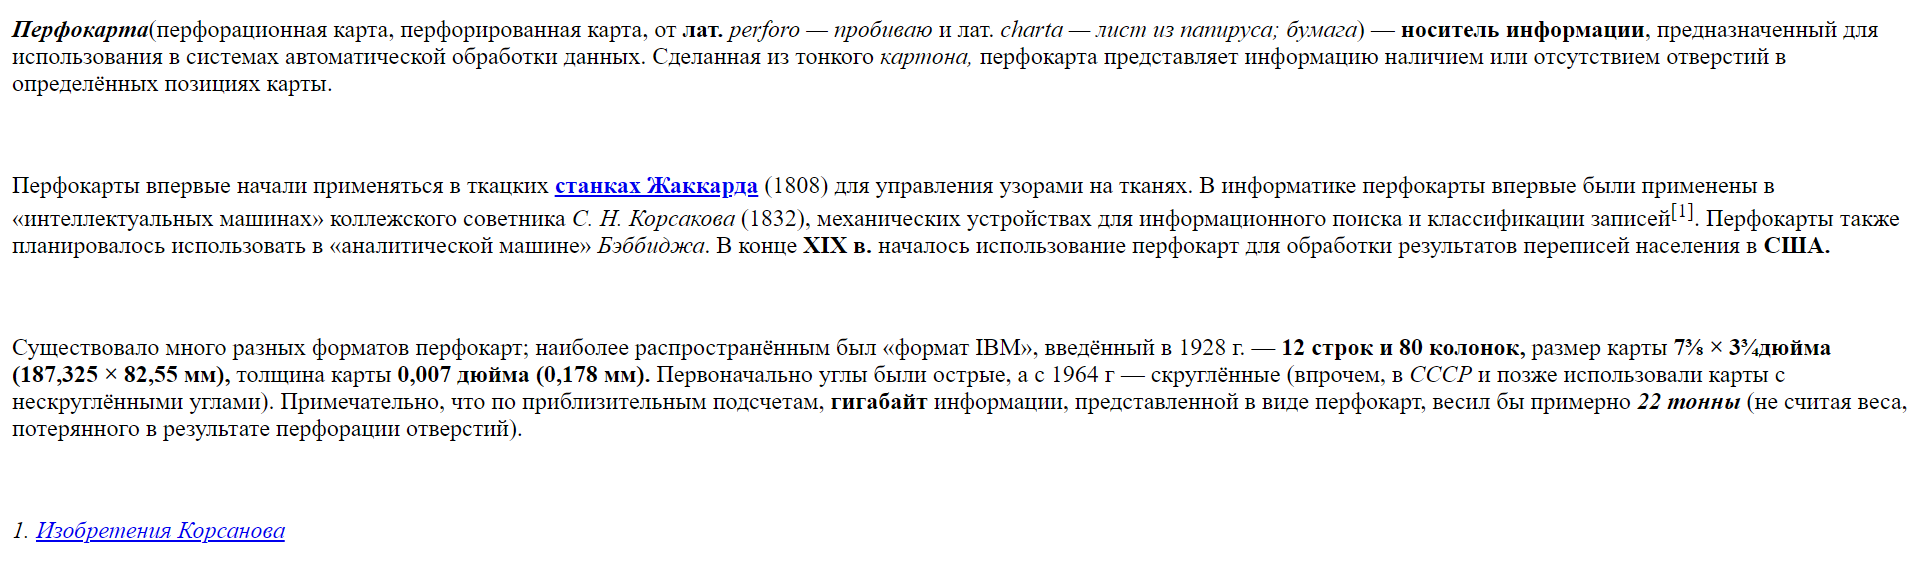 Перфокарта(перфорационная карта, перфорированная карта, от лат. perforo — пробиваю и лат. charta — лист из папируса; бумага) — носитель информации, предназначенный для
использования в системах автоматической обработки данных. Сделанная из тонкого картона, перфокарта представляет информацию наличием или отсутствием отверстий в
определённых позициях карты.
Перфокарты впервые начали применяться в ткацких станках Жаккарда (1808) для управления узорами на тканях. В информатике перфокарты впервые были применены в
«интеллектуальных машинах» коллежского советника С. Н. Корсакова (1832), механических устройствах для информационного поиска и классификации записей[1]. Перфокарты также
планировалось использовать в «аналитической машине» Бэббиджа. В конце XIX в. началось использование перфокарт для обработки результатов переписей населения в США.
Существовало много разных форматов перфокарт; наиболее распространённым был «формат IBM», введённый в 1928 г. — 12 строк и 80 колонок, размер карты 7⅜ × 3¾дюйма
(187,325 × 82,55 мм), толщина карты 0,007 дюйма (0,178 мм). Первоначально углы были острые, а с 1964 г — скруглённые (впрочем, в СССР и позже использовали карты с
нескруглёнными углами). Примечательно, что по приблизительным подсчетам, гигабайт информации, представленной в виде перфокарт, весил бы примерно 22 тонны (не считая веса,
потерянного в результате перфорации отверстий).
1. Изобретения Корсанова